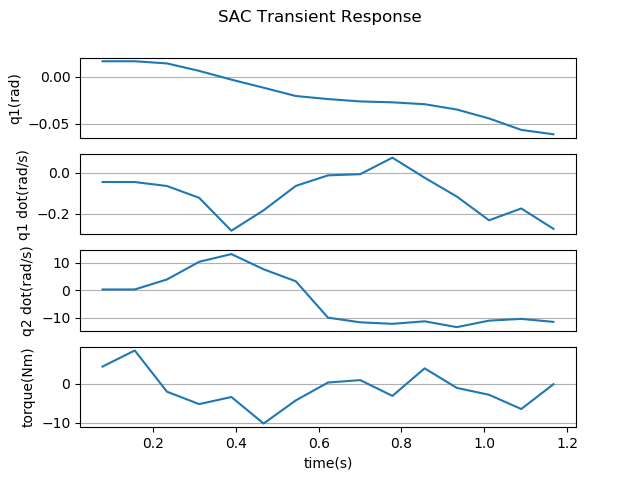 SAC Transient Response
q1(rad)
0.00
−0.05
q1 dot(rad/s)
0.0
−0.2
q2 dot(rad/s)
10
0
−10
torque(Nm)
0
−10
0.2 0.4 0.6 0.8 1.0 1.2
time(s)